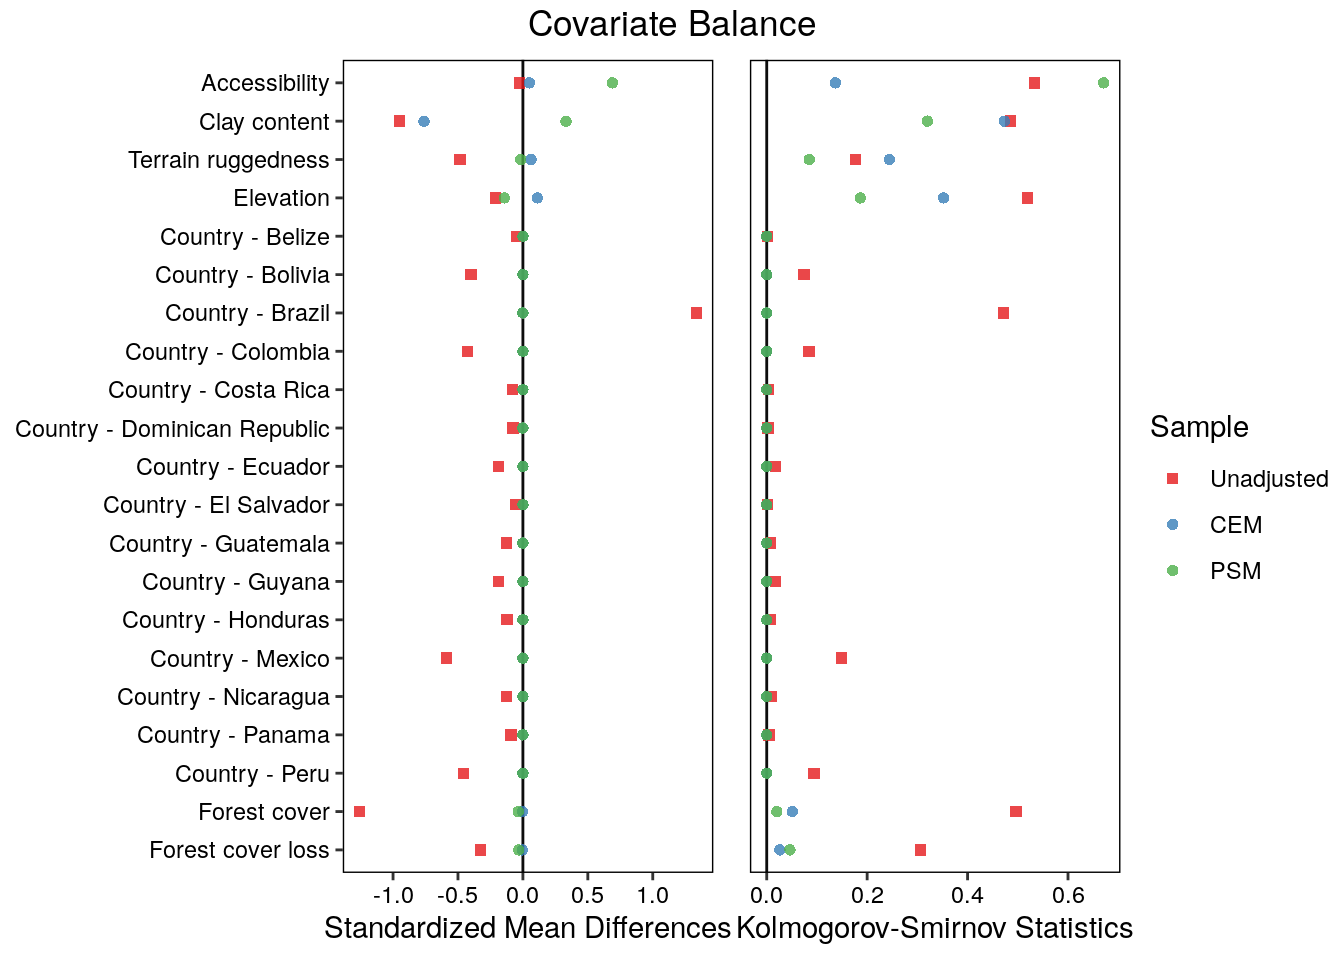 Covariate Balance
Accessibility
Clay content
Terrain ruggedness
Elevation
Country - Belize
Country - Bolivia
Country - Brazil
Country - Colombia
Country - Costa Rica
Country - Dominican Republic
Country - Ecuador
Country - El Salvador
Country - Guatemala
Country - Guyana
Country - Honduras
Country - Mexico
Country - Nicaragua
Country - Panama
Country - Peru
Forest cover
Forest cover loss
-1.0 -0.5 0.0 0.5 1.0
0.0 0.2 0.4 0.6
Standardized Mean Differences
Kolmogorov-Smirnov Statistics
Sample
Unadjusted
CEM
PSM